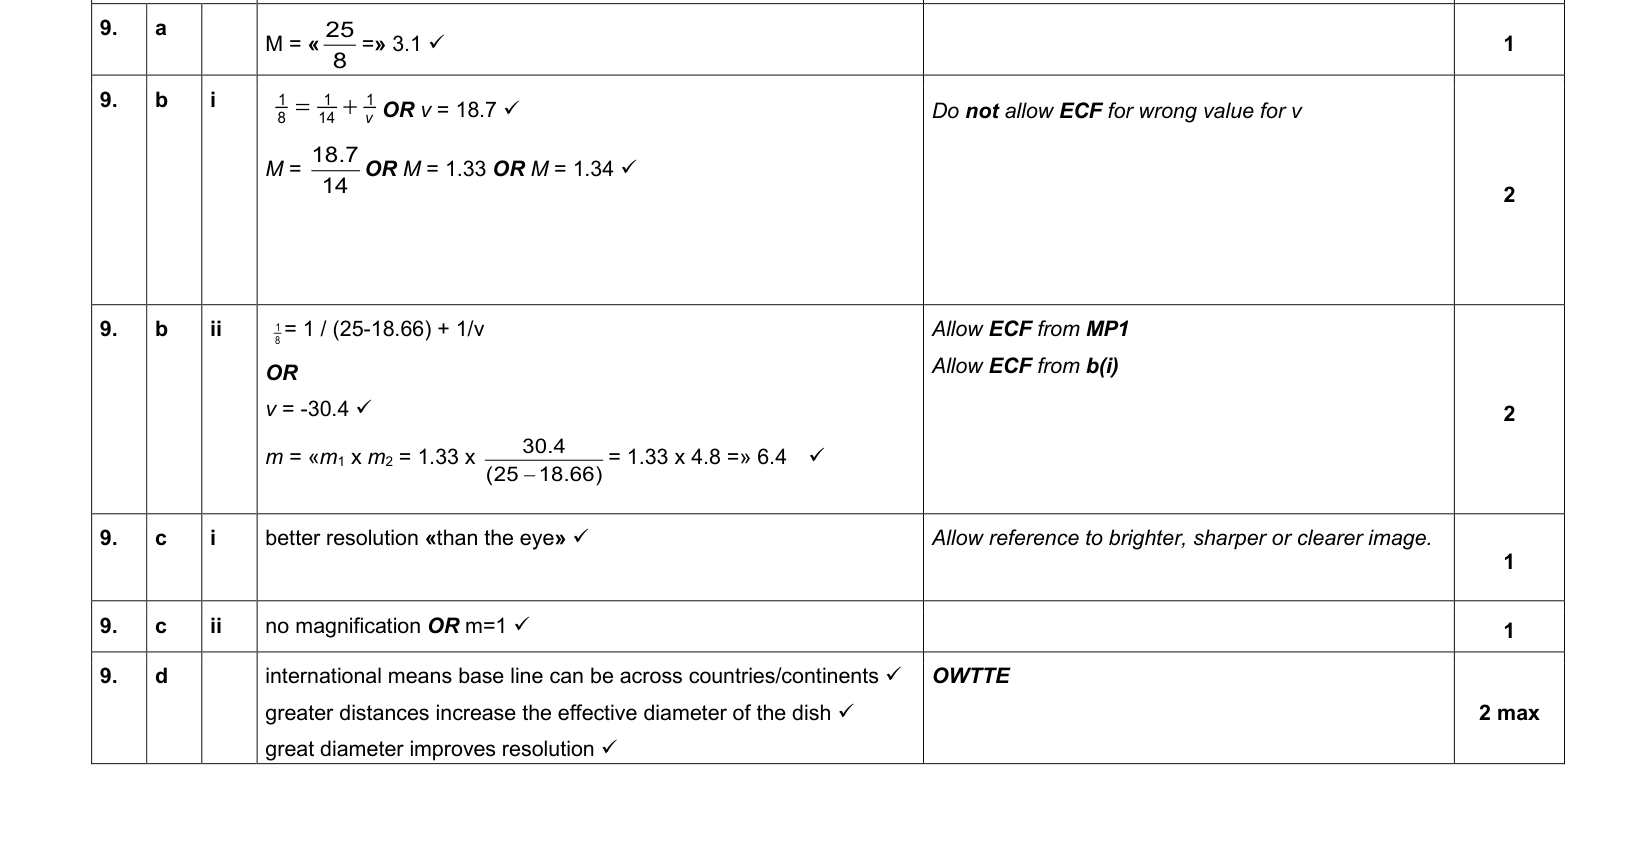 9. a M = « 25/8 =» 3.1 ✓ 1
9. b i 1/8 = 1/14 + 1/v OR v = 18.7 ✓ Do not allow ECF for wrong value for v
M = 18.7/14 OR M = 1.33 OR M = 1.34 ✓
2
9. b ii 1/8 = 1 / (25-18.66) + 1/v Allow ECF from MP1
OR Allow ECF from b(i)
v = -30.4 ✓ 2
m = «m₁ x m₂ = 1.33 x 30.4/(25 – 18.66) = 1.33 x 4.8 =» 6.4 ✓
9. c i better resolution «than the eye» ✓ Allow reference to brighter, sharper or clearer image.
1
9. c ii no magnification OR m=1 ✓ 1
9. d international means base line can be across countries/continents ✓ OWTTE
greater distances increase the effective diameter of the dish ✓ 2 max
great diameter improves resolution ✓